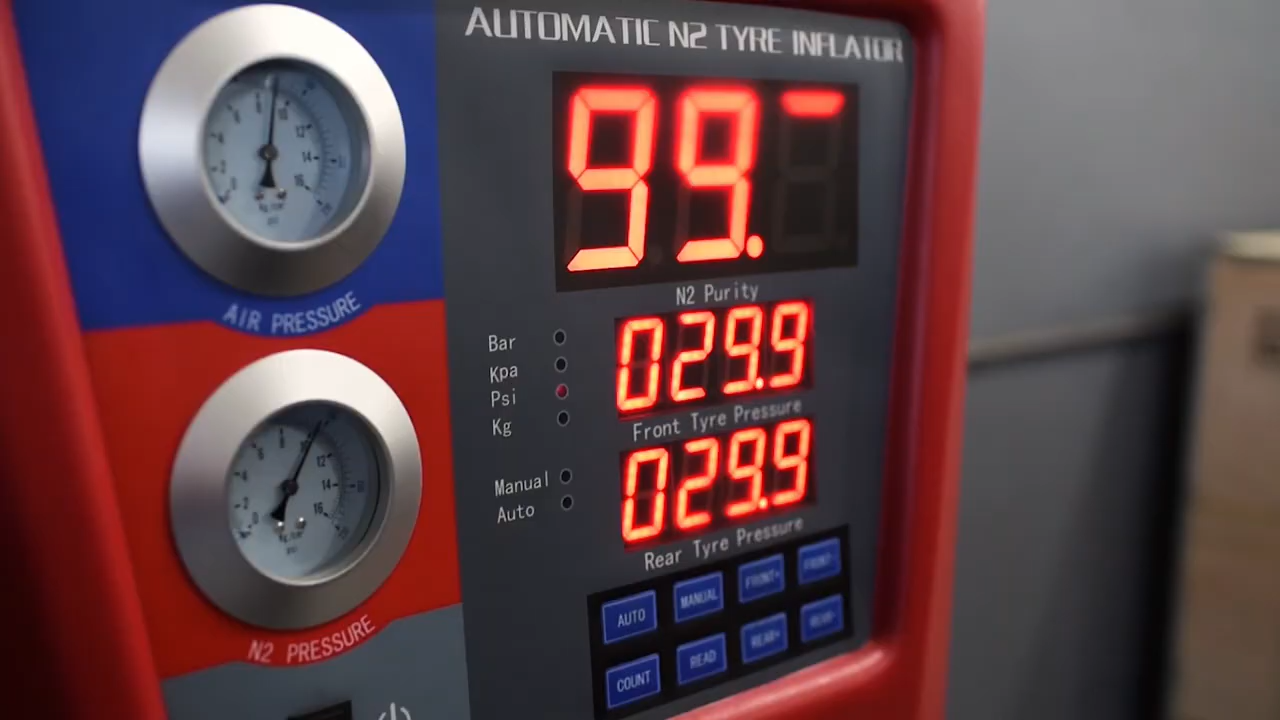 AUTOMATIC N2 TYRE INFLATOR
99.
N2 Purity
AIR PRESSURE
Bar
Kpa
Psi
Kg
029.9
Front Tyre Pressure
Manual
Auto
029.9
Rear Tyre Pressure
N2 PRESSURE
AUTO MANUAL FRONT+ FRONT-
COUNT READ REAR+ REAR-